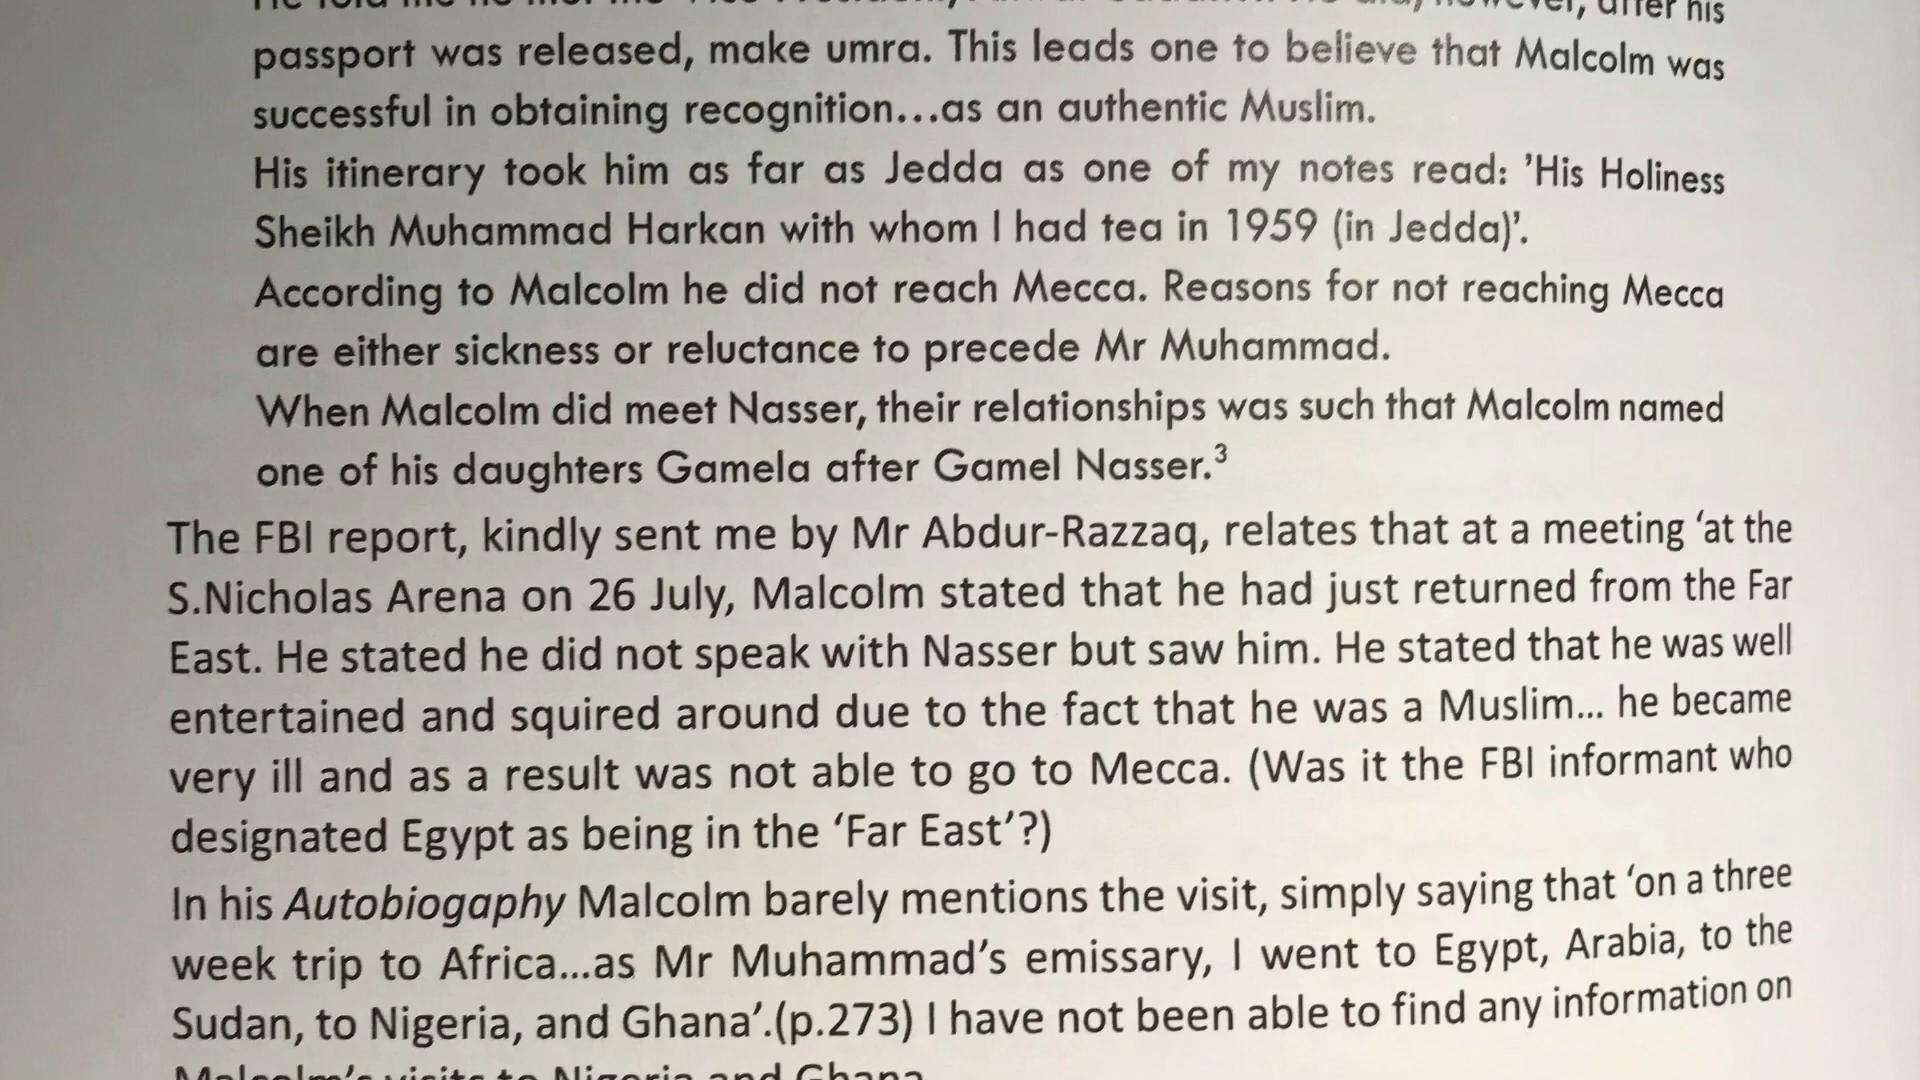 after his
passport was released, make umra. This leads one to believe that Malcolm was
successful in obtaining recognition...as an authentic Muslim.
His itinerary took him as far as Jedda as one of my notes read: 'His Holiness
Sheikh Muhammad Harkan with whom I had tea in 1959 (in Jedda)'.
According to Malcolm he did not reach Mecca. Reasons for not reaching Mecca
are either sickness or reluctance to precede Mr Muhammad.
When Malcolm did meet Nasser, their relationships was such that Malcolm named
one of his daughters Gamela after Gamel Nasser.³
The FBI report, kindly sent me by Mr Abdur-Razzaq, relates that at a meeting ‘at the
S.Nicholas Arena on 26 July, Malcolm stated that he had just returned from the Far
East. He stated he did not speak with Nasser but saw him. He stated that he was well
entertained and squired around due to the fact that he was a Muslim... he became
very ill and as a result was not able to go to Mecca. (Was it the FBI informant who
designated Egypt as being in the ‘Far East’?)
In his Autobiogaphy Malcolm barely mentions the visit, simply saying that ‘on a three
week trip to Africa...as Mr Muhammad’s emissary, I went to Egypt, Arabia, to the
Sudan, to Nigeria, and Ghana’.(p.273) I have not been able to find any information on
Malcolm’s visits to Nigeria and Ghana